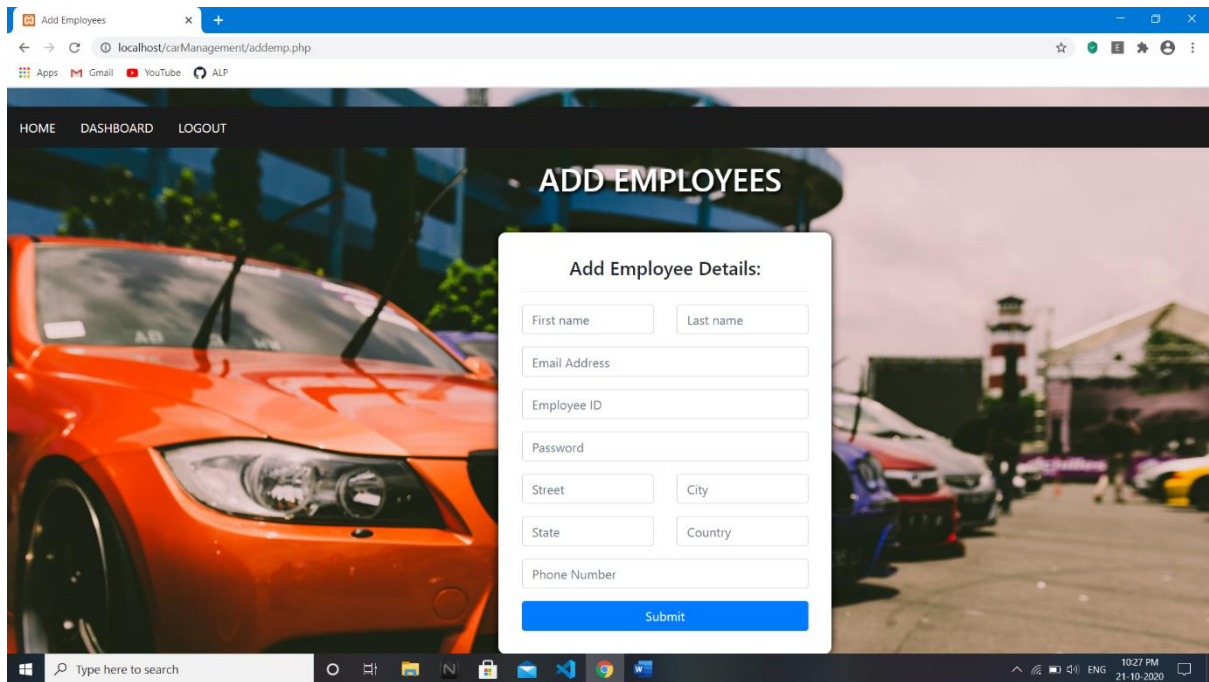 Add Employees
localhost/carManagement/addemp.php
Apps Gmail YouTube ALP
HOME DASHBOARD LOGOUT
ADD EMPLOYEES
Add Employee Details:
First name Last name
Email Address
Employee ID
Password
Street City
State Country
Phone Number
Submit
Type here to search
ENG
10:27 PM
21-10-2020